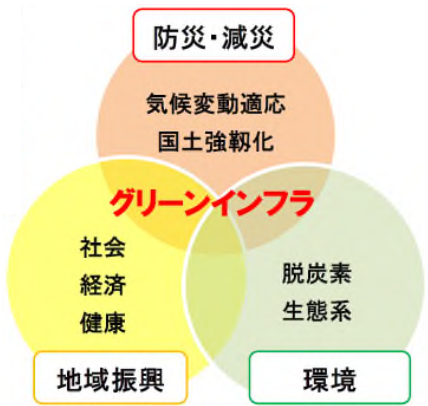 防災・減災
気候変動適応
国土強靱化
グリーンインフラ
社会
経済
健康
脱炭素
生態系
地域振興
環境